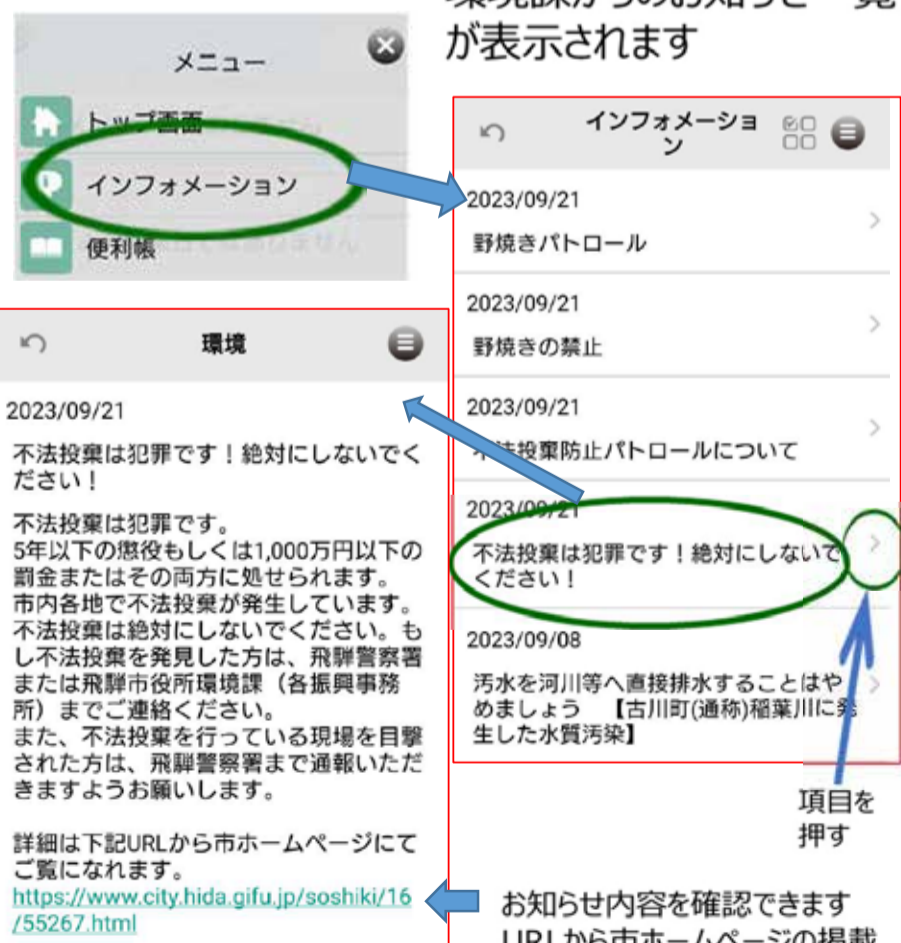 が表示されます
メニュー
トップ画面
インフォメーション
便利帳
インフォメーショ
ン
2023/09/21
野焼きパトロール
2023/09/21
野焼きの禁止
2023/09/21
不法投棄防止パトロールについて
2023/09/21
不法投棄は犯罪です！絶対にしないで
ください！
2023/09/08
汚水を河川等へ直接排水することはや
めましょう 【古川町(通称)稲葉川に発
生した水質汚染】
項目を
押す
環境
2023/09/21
不法投棄は犯罪です！絶対にしないでく
ださい！
不法投棄は犯罪です。
5年以下の懲役もしくは1,000万円以下の
罰金またはその両方に処せられます。
市内各地で不法投棄が発生しています。
不法投棄は絶対にしないでください。も
し不法投棄を発見した方は、飛騨警察署
または飛騨市役所環境課（各振興事務
所）までご連絡ください。
また、不法投棄を行っている現場を目撃
された方は、飛騨警察署まで通報いただ
きますようお願いします。
詳細は下記URLから市ホームページにて
ご覧になれます。
https://www.city.hida.gifu.jp/soshiki/16
/55267.html
お知らせ内容を確認できます
URLから市ホームページの掲載